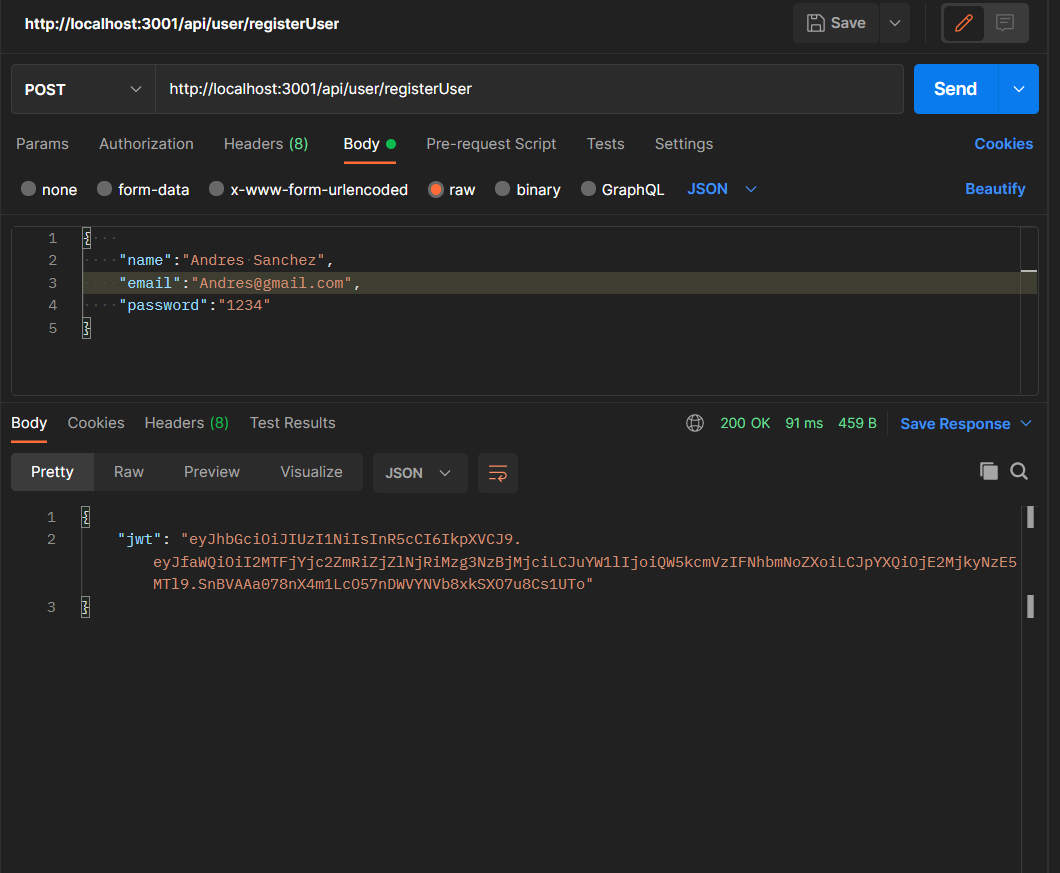 http://localhost:3001/api/user/registerUser
Save
POST
http://localhost:3001/api/user/registerUser
Send
Params Authorization Headers (8) Body Pre-request Script Tests Settings Cookies
none form-data x-www-form-urlencoded raw binary GraphQL JSON Beautify
1 {
2 "name":"Andres Sanchez",
3 "email":"Andres@gmail.com",
4 "password":"1234"
5 }
Body Cookies Headers (8) Test Results 200 OK 91 ms 459 B Save Response
Pretty Raw Preview Visualize JSON
1 {
2 "jwt": "eyJhbGciOiJIUzI1NiIsInR5cCI6IkpXVCJ9.
eyJfaWQiOiI2MTFjYjc2ZmRiZjZlNjRiMzg3NzBjMjciLCJuYW1lIjoiQW5kcmVzIFNhbmNoZXoiLCJpYXQiOjE2MjkyNzE5
MTl9.SnBVAAa078nX4m1LcO57nDWVYNVb8xkSXO7u8Cs1UTo"
3 }